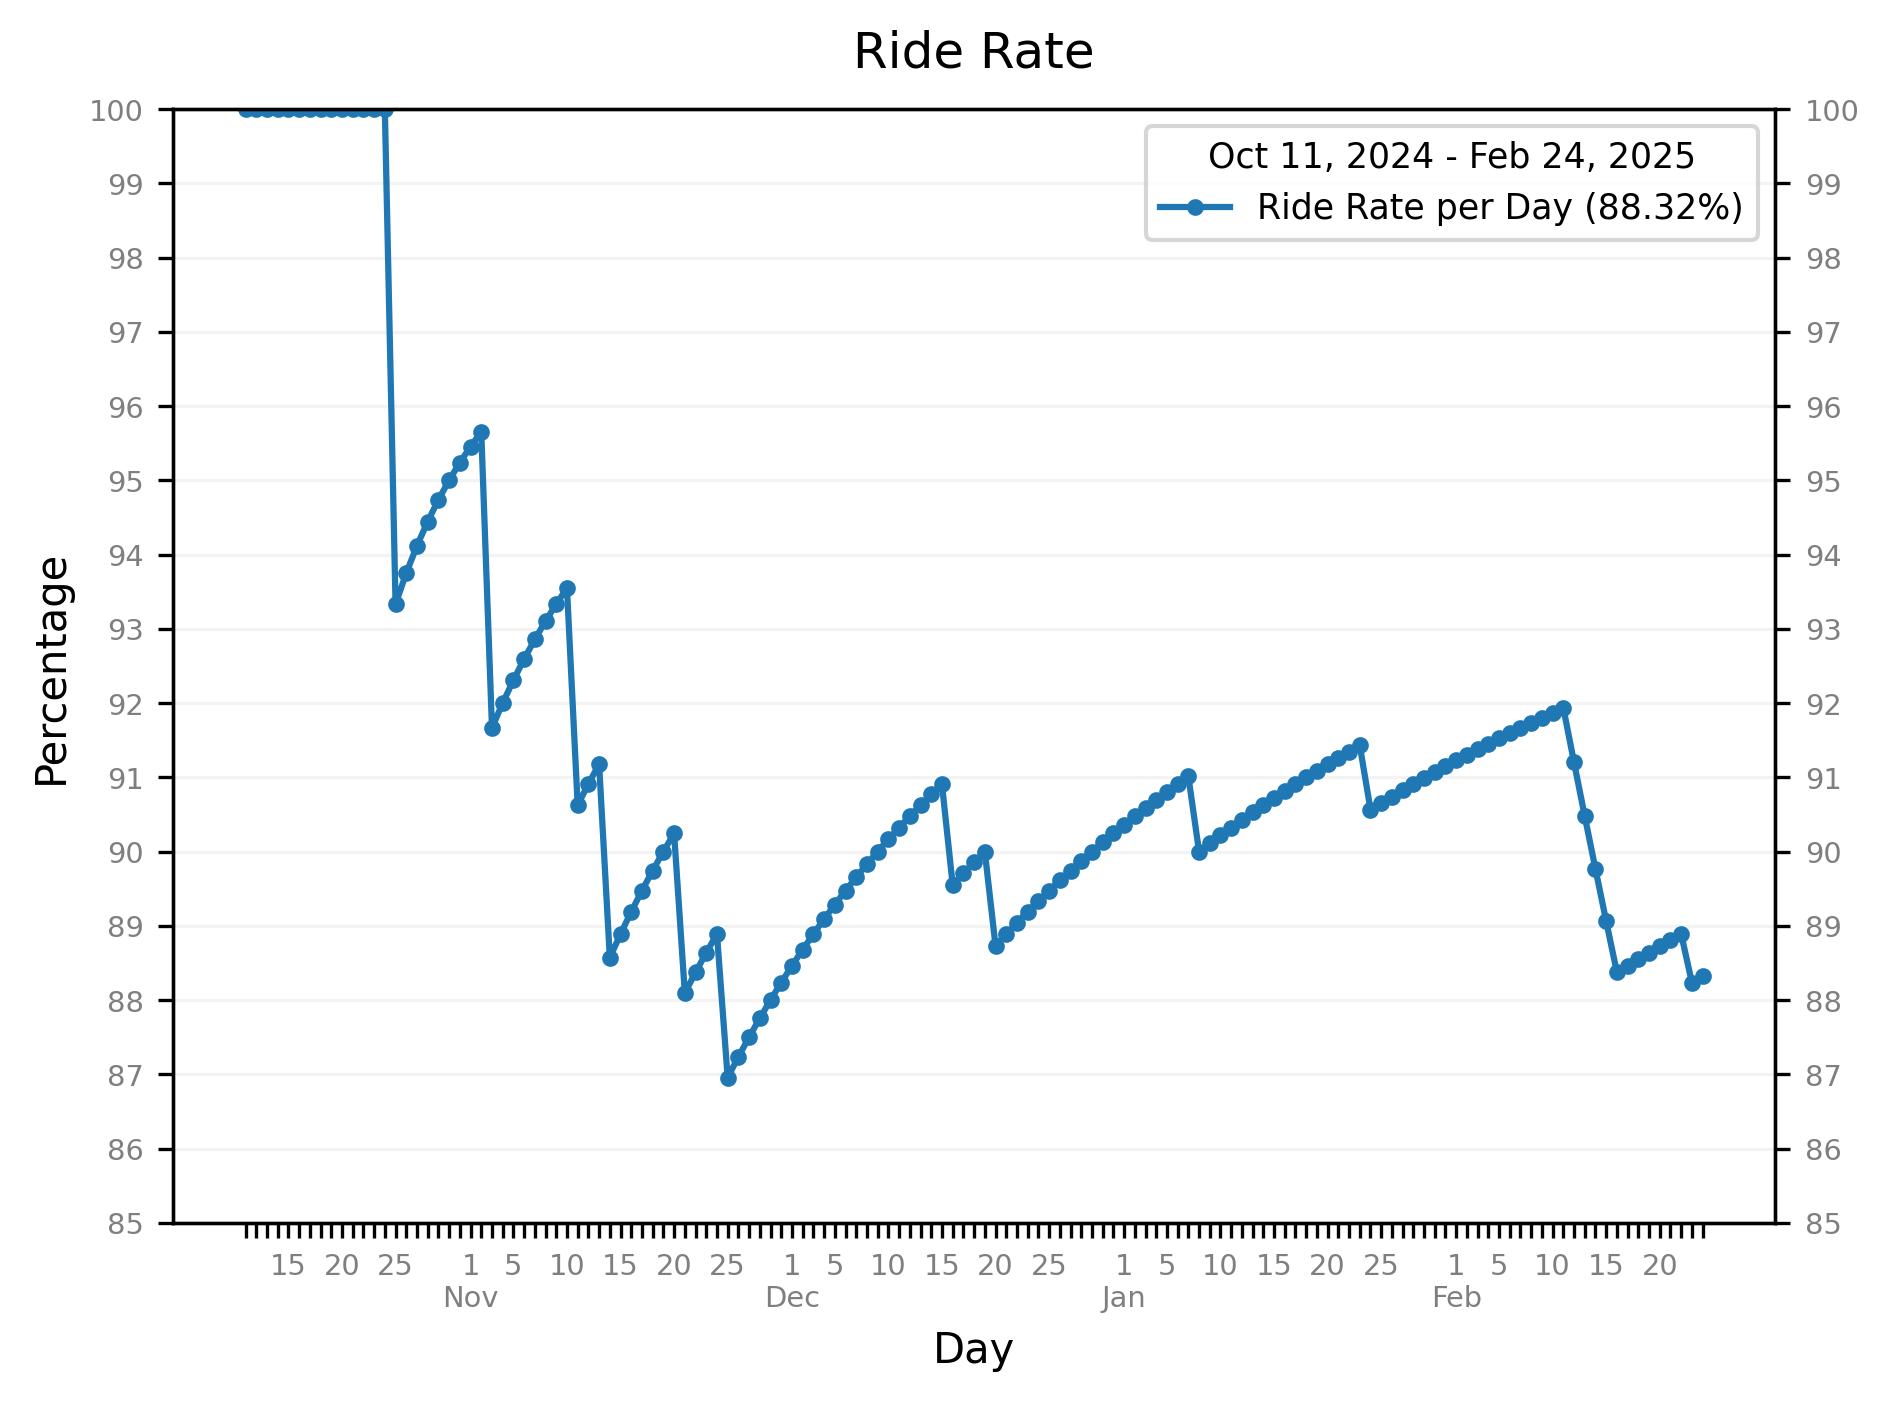 Ride Rate
Oct 11, 2024 - Feb 24, 2025
Ride Rate per Day (88.32%)
Percentage
100 100
99 99
98 98
97 97
96 96
95 95
94 94
93 93
92 92
91 91
90 90
89 89
88 88
87 87
86 86
85 85
15 20 25 1 5 10 15 20 25 1 5 10 15 20 25 1 5 10 15 20 25 1 5 10 15 20
Nov Dec Jan Feb
Day